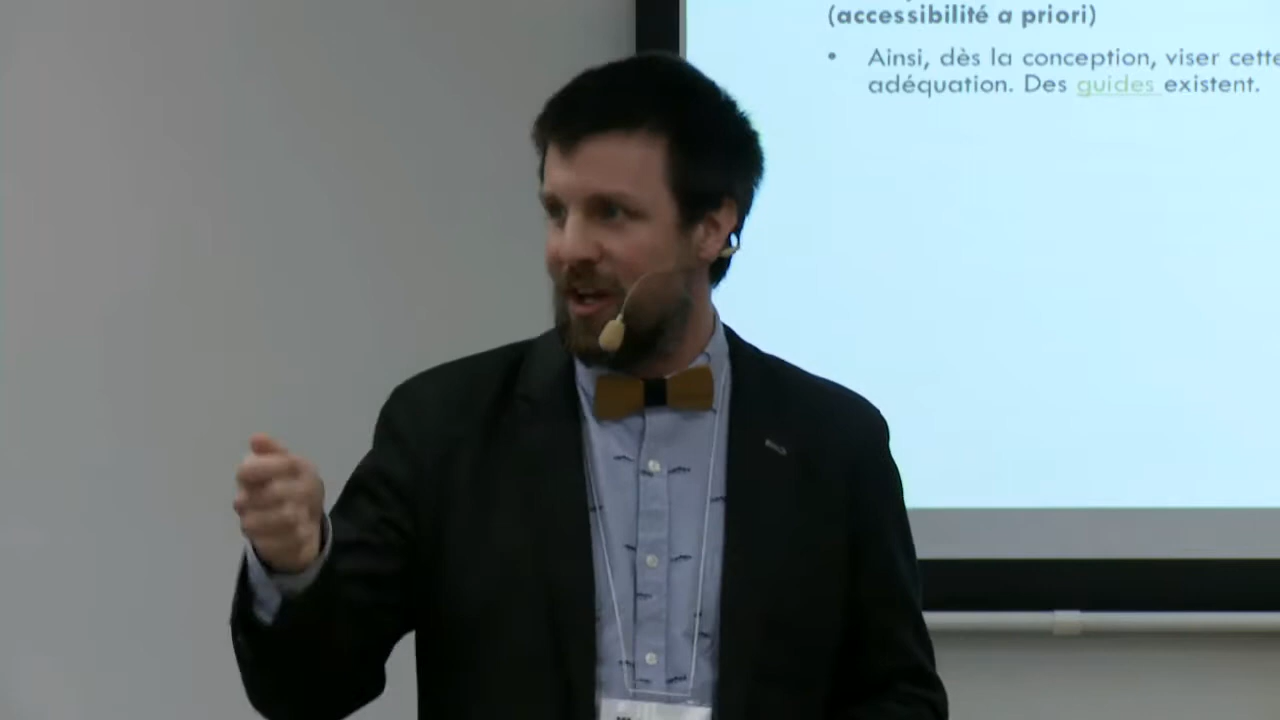 (accessibilité a priori)
• Ainsi, dès la conception, viser cette
adéquation. Des guides existent.